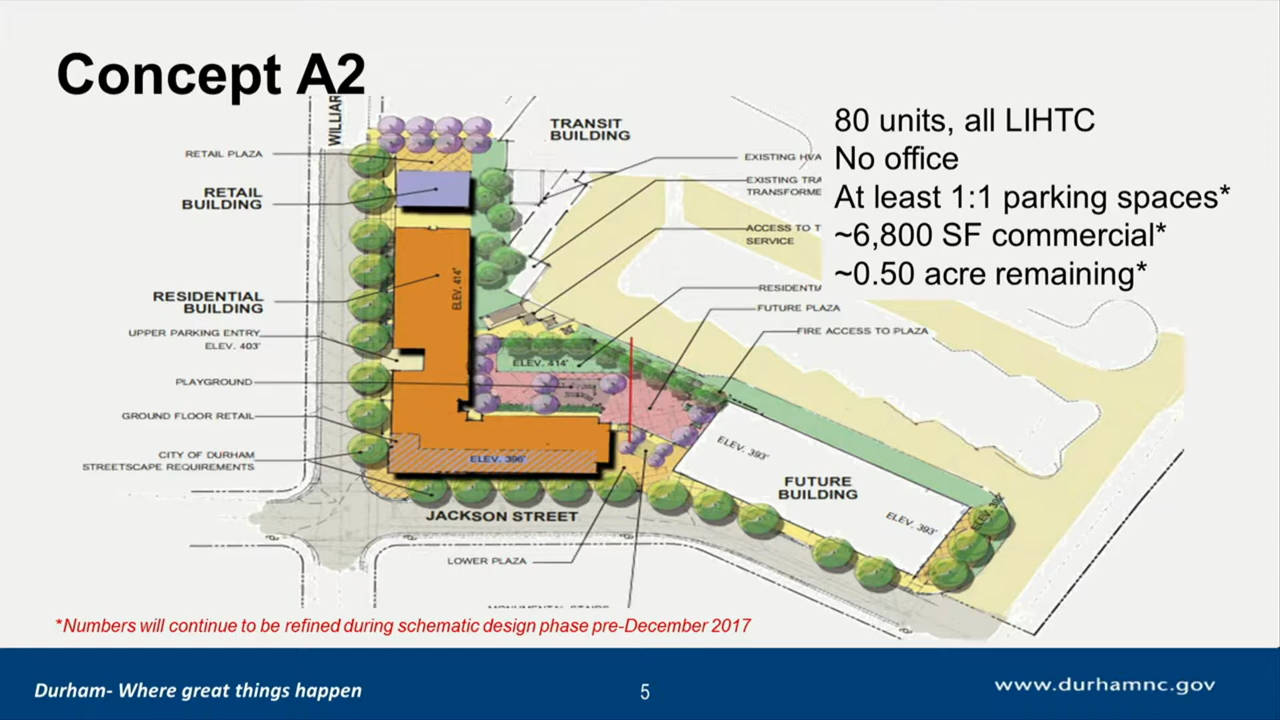 Concept A2
80 units, all LIHTC
No office
At least 1:1 parking spaces*
~6,800 SF commercial*
~0.50 acre remaining*
TRANSIT
BUILDING
RETAIL PLAZA
RETAIL
BUILDING
RESIDENTIAL
BUILDING
UPPER PARKING ENTRY
ELEV. 403'
PLAYGROUND
GROUND FLOOR RETAIL
CITY OF DURHAM
STREETSCAPE REQUIREMENTS
EXISTING
EXISTING
ACCESS TO
SERVICE
FUTURE PLAZA
FIRE ACCESS TO PLAZA
ELEV. 414'
ELEV. 414'
ELEV. 396'
ELEV. 393'
FUTURE
BUILDING
ELEV. 393'
JACKSON STREET
LOWER PLAZA
*Numbers will continue to be refined during schematic design phase pre-December 2017
Durham- Where great things happen
5
www.durhamnc.gov